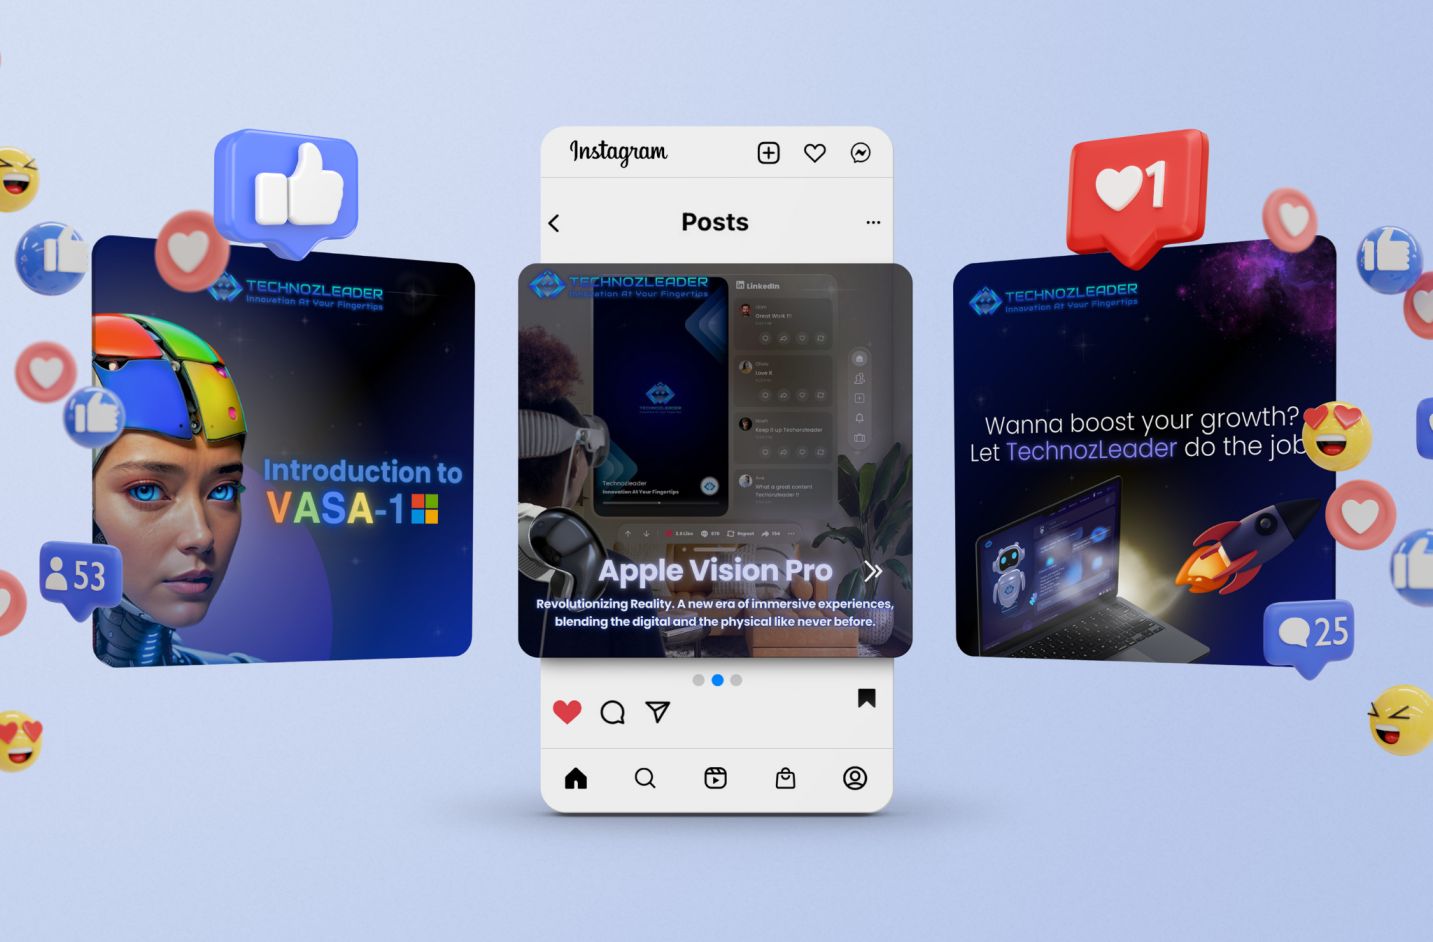 Instagram
Posts
TECHNOZLEADER
Innovation At Your Fingertips
Introduction to
VASA-1
53
TECHNOZLEADER
Innovation At Your Fingertips
LinkedIn
Great Work !!!
Love it
Noah
Keep it up Techonzleader
What a great content
Technozleader !!
TECHNOZLEADER
Technozleader
Innovation At Your Fingertips
Repost
Apple Vision Pro
Revolutionizing Reality. A new era of immersive experiences,
blending the digital and the physical like never before.
1
TECHNOZLEADER
Innovation At Your Fingertips
Wanna boost your growth?
Let TechnozLeader do the job
25